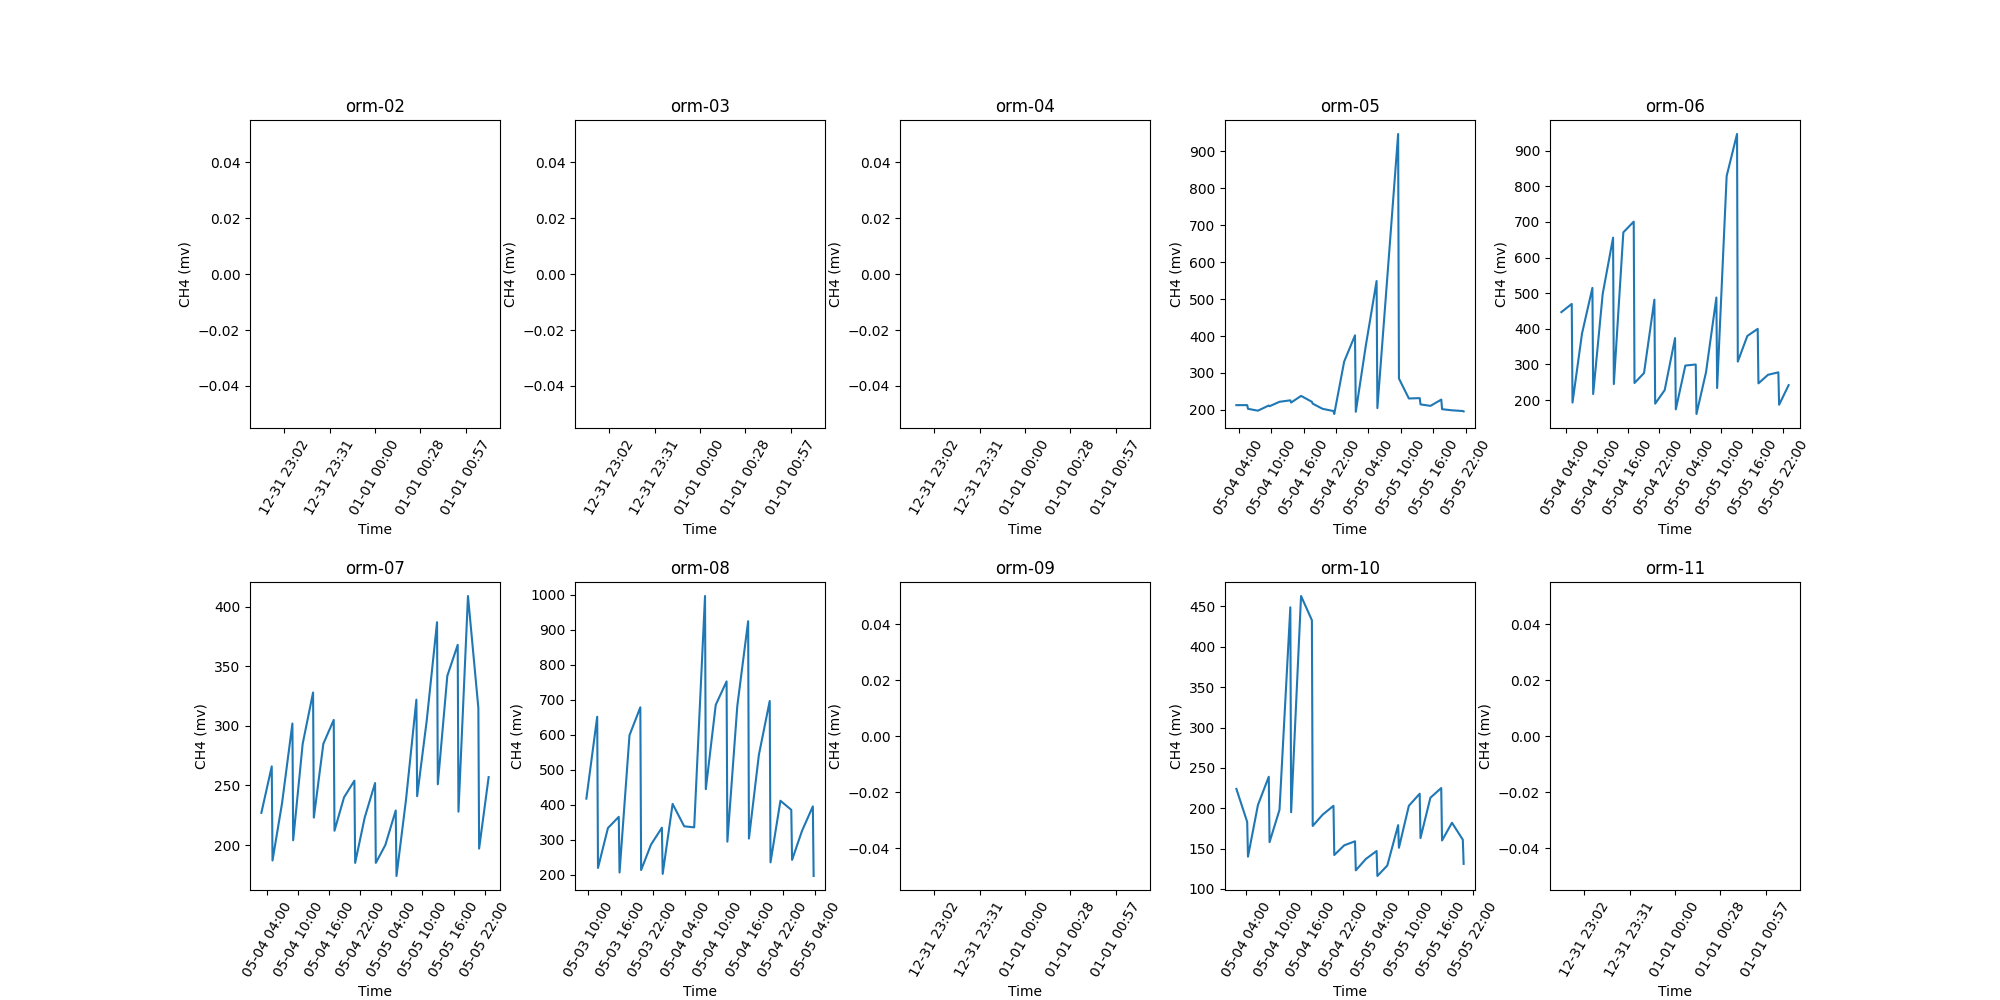 orm-02 orm-03 orm-04 orm-05 orm-06
0.04 0.04 0.04 900 900
800 800
0.02 0.02 0.02 700 700
600 600
CH4 (mv) 0.00 CH4 (mv) 0.00 CH4 (mv) 0.00 CH4 (mv) 500 CH4 (mv) 500
−0.02 −0.02 −0.02 400 400
300 300
−0.04 −0.04 −0.04 200 200
12-31 23:02 12-31 23:31 01-01 00:00 01-01 00:28 01-01 00:57 12-31 23:02 12-31 23:31 01-01 00:00 01-01 00:28 01-01 00:57 12-31 23:02 12-31 23:31 01-01 00:00 01-01 00:28 01-01 00:57 05-04 04:00 05-04 10:00 05-04 16:00 05-04 22:00 05-05 04:00 05-05 10:00 05-05 16:00 05-05 22:00 05-04 04:00 05-04 10:00 05-04 16:00 05-04 22:00 05-05 04:00 05-05 10:00 05-05 16:00 05-05 22:00
Time Time Time Time Time
orm-07 orm-08 orm-09 orm-10 orm-11
400 1000 0.04 450 0.04
900 400
350 800 0.02 350 0.02
700
300 600 300
CH4 (mv) CH4 (mv) 500 CH4 (mv) 0.00 CH4 (mv) 250 CH4 (mv) 0.00
250 400 −0.02 200 −0.02
300 150
200 200 −0.04 100 −0.04
05-04 04:00 05-04 10:00 05-04 16:00 05-04 22:00 05-05 04:00 05-05 10:00 05-05 16:00 05-05 22:00 05-03 10:00 05-03 16:00 05-03 22:00 05-04 04:00 05-04 10:00 05-04 16:00 05-04 22:00 05-05 04:00 12-31 23:02 12-31 23:31 01-01 00:00 01-01 00:28 01-01 00:57 05-04 04:00 05-04 10:00 05-04 16:00 05-04 22:00 05-05 04:00 05-05 10:00 05-05 16:00 05-05 22:00 12-31 23:02 12-31 23:31 01-01 00:00 01-01 00:28 01-01 00:57
Time Time Time Time Time